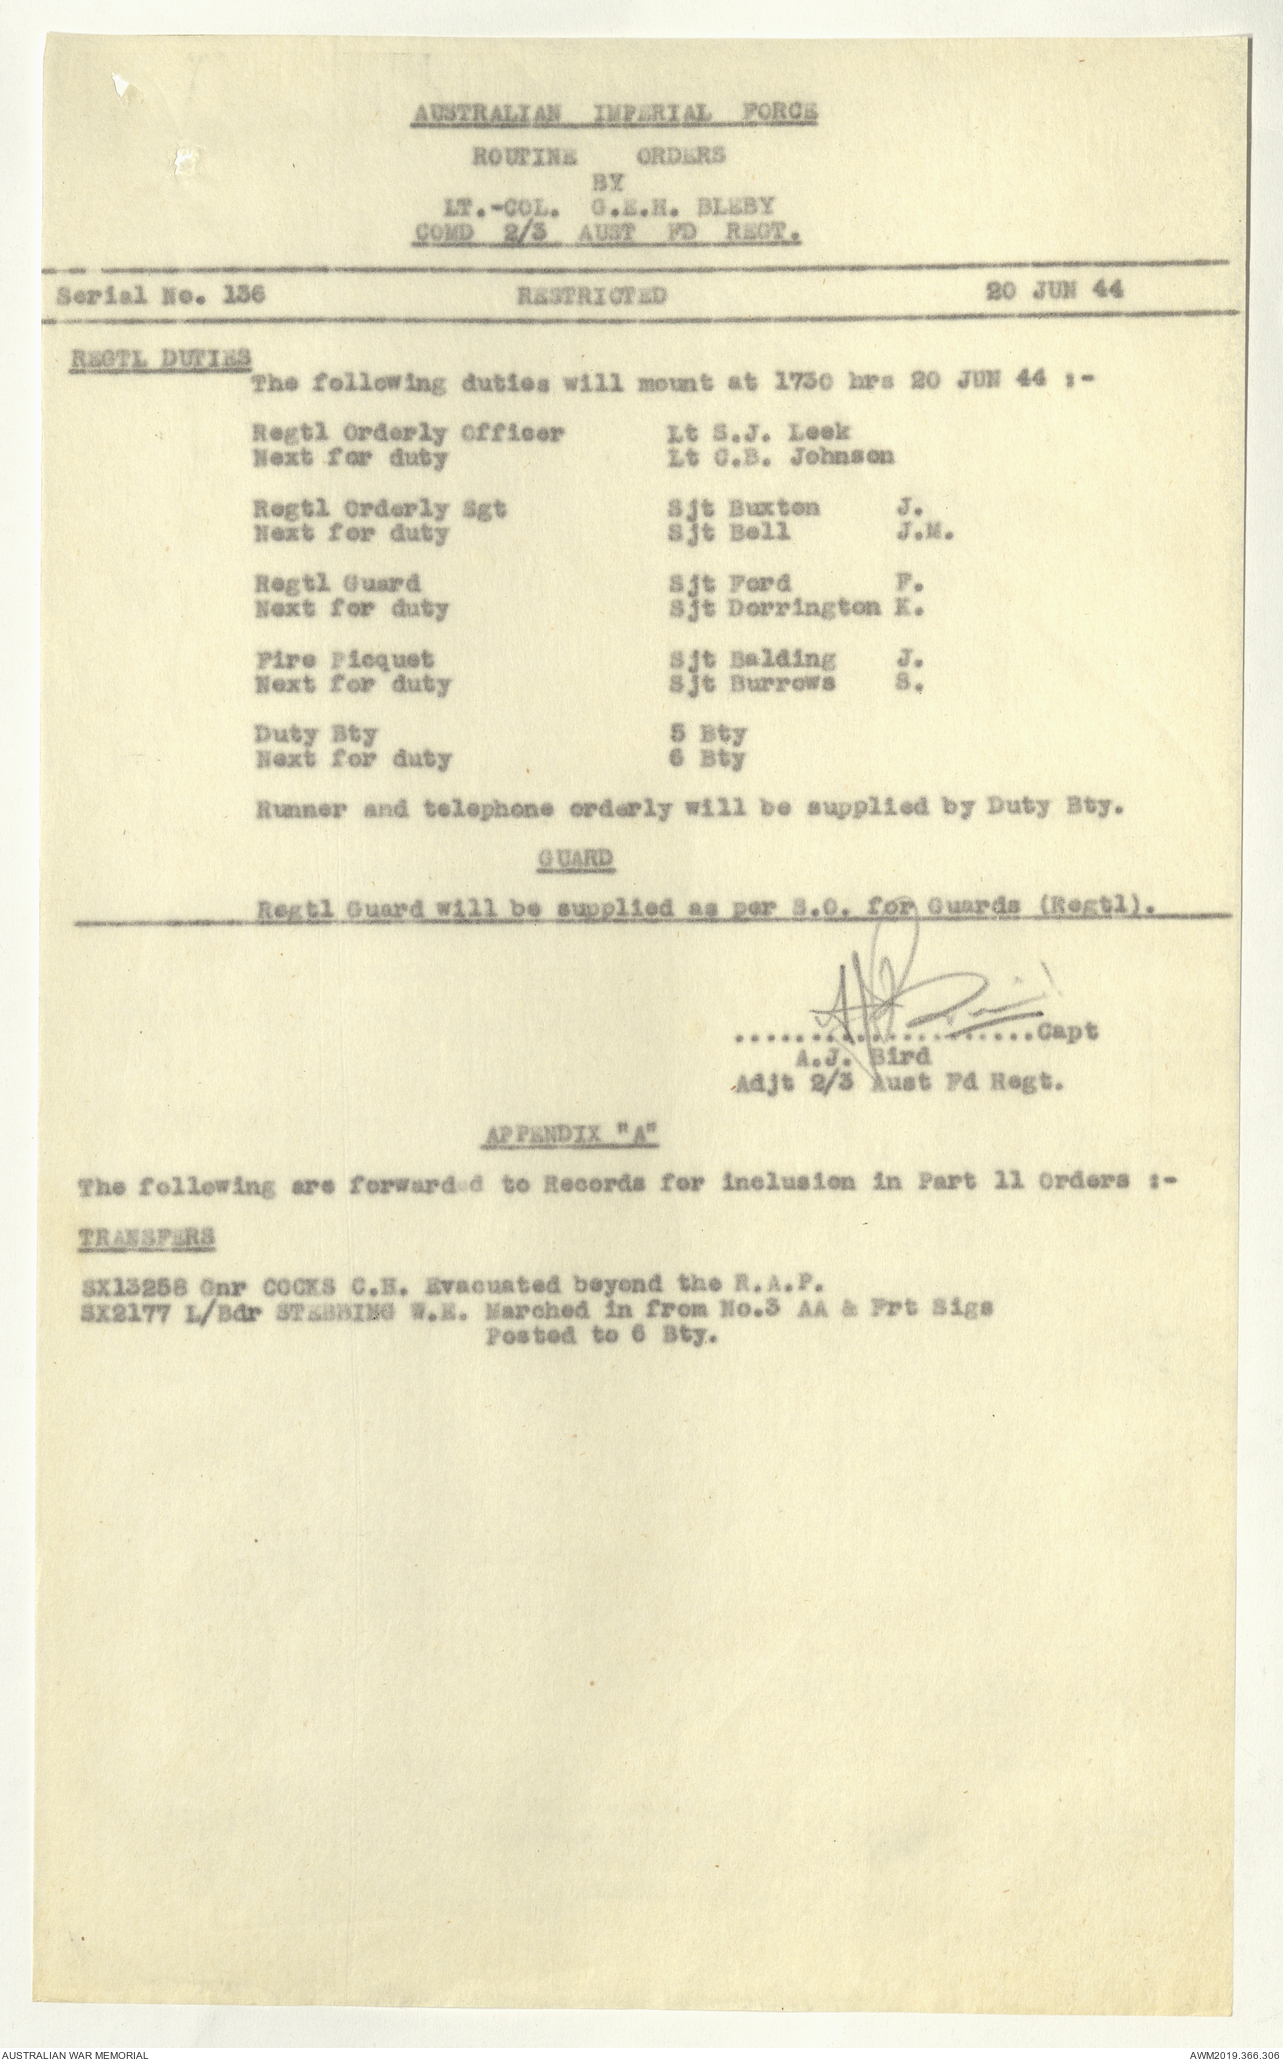 AUSTRALIAN IMPERIAL FORCE
ROUTINE ORDERS
BY
LT.-COL. G.E.H. BLEBY
COMD 2/3 AUST FD REGT.
Serial No. 136 RESTRICTED 20 JUN 44
REGTL DUTIES
The following duties will mount at 1730 hrs 20 JUN 44 :-
Regtl Orderly Officer Lt S.J. Leek
Next for duty Lt C.B. Johnson
Regtl Orderly Sgt Sjt Buxton J.
Next for duty Sjt Bell J.M.
Regtl Guard Sjt Ford F.
Next for duty Sjt Dorrington K.
Fire Picquet Sjt Balding J.
Next for duty Sjt Burrows S.
Duty Bty 5 Bty
Next for duty 6 Bty
Runner and telephone orderly will be supplied by Duty Bty.
GUARD
Regtl Guard will be supplied as per S.O. for Guards (Regtl).
....................Capt
A.J. Bird
Adjt 2/3 Aust Fd Regt.
APPENDIX "A"
The following are forwarded to Records for inclusion in Part 11 Orders :-
TRANSFERS
SX13258 Gnr COCKS C.H. Evacuated beyond the R.A.P.
SX2177 L/Bdr STEBBING W.E. Marched in from No.3 AA & Frt Sigs
Posted to 6 Bty.
AUSTRALIAN WAR MEMORIAL AWM2019.366.306